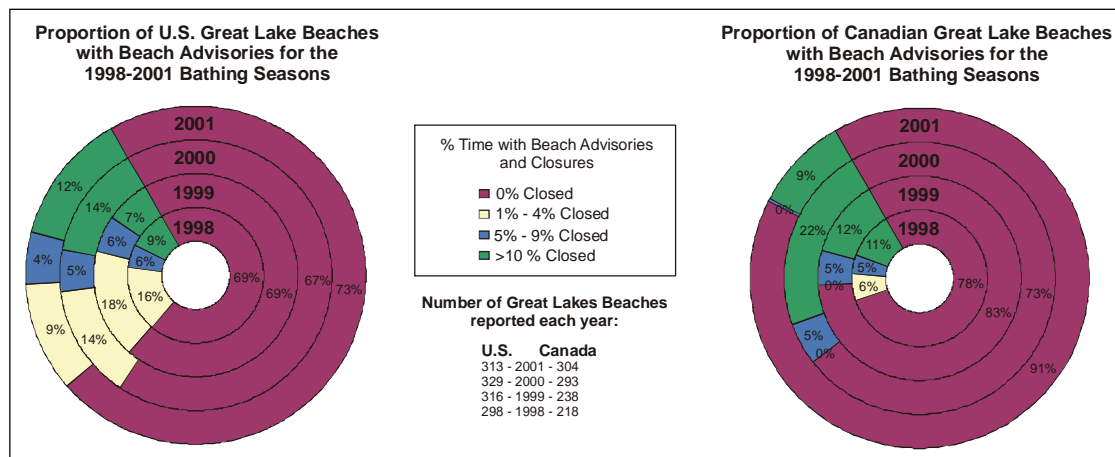 Proportion of U.S. Great Lake Beaches
with Beach Advisories for the
1998-2001 Bathing Seasons
2001
2000
1999
1998
12%
14%
7%
9%
4%
5%
6%
6%
9%
14%
18%
16%
69%
69%
67%
73%
% Time with Beach Advisories
and Closures
0% Closed
1% - 4% Closed
5% - 9% Closed
>10 % Closed
Number of Great Lakes Beaches
reported each year:
U.S. Canada
313 - 2001 - 304
329 - 2000 - 293
316 - 1999 - 238
298 - 1998 - 218
Proportion of Canadian Great Lake Beaches
with Beach Advisories for the
1998-2001 Bathing Seasons
2001
2000
1999
1998
9%
0%
22%
12%
11%
5%
5%
0%
6%
5%
0%
78%
83%
73%
91%